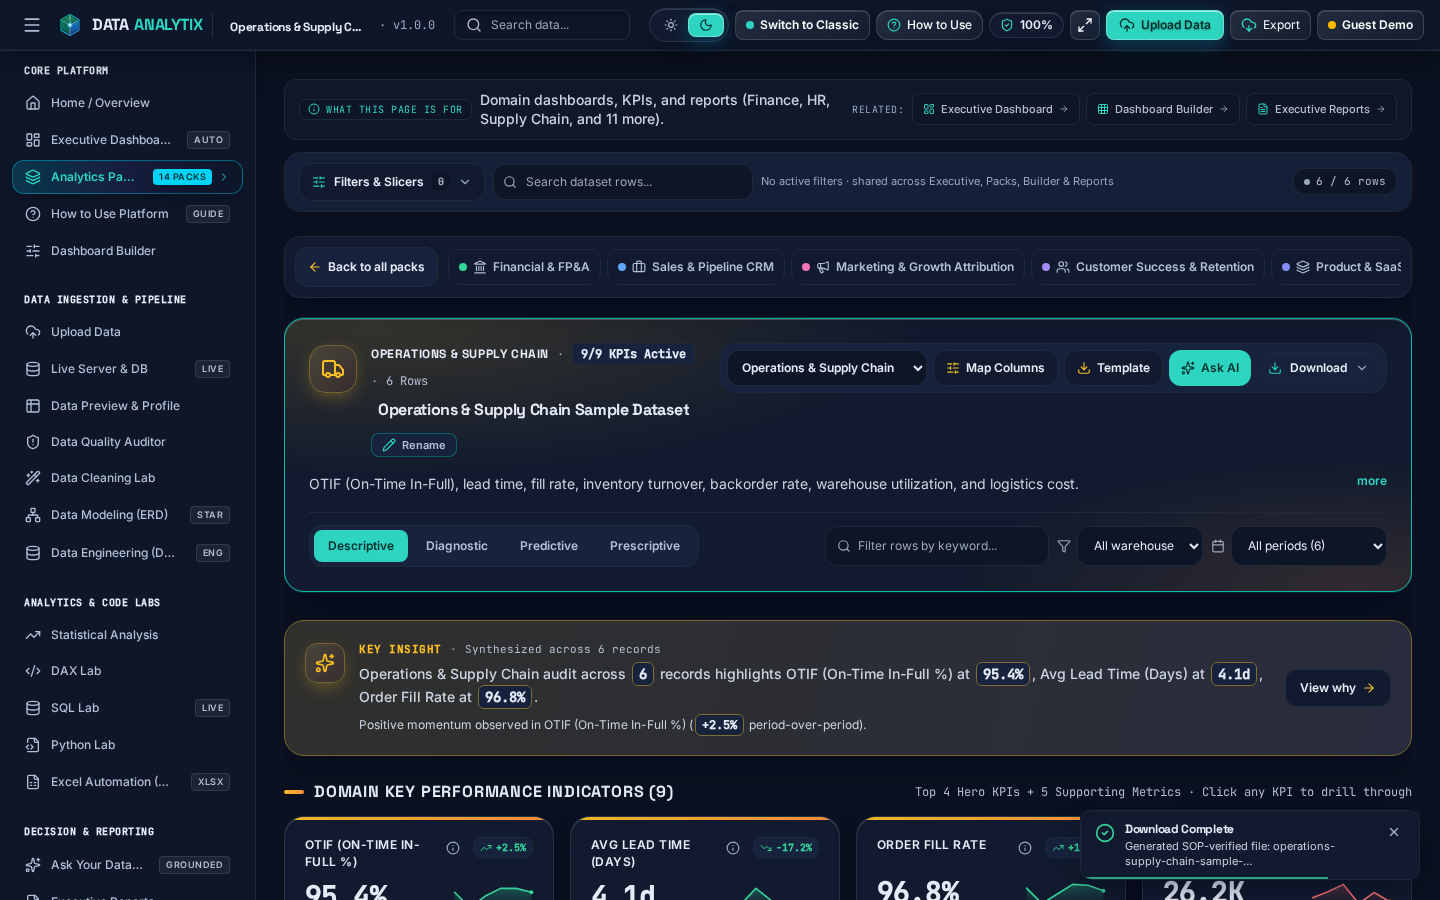 DATA ANALYTIX
Operations & Supply C... · v1.0.0
Search data...
Switch to Classic
How to Use
100%
Upload Data
Export
Guest Demo
CORE PLATFORM
Home / Overview
Executive Dashboa... AUTO
Analytics Pa... 14 PACKS
How to Use Platform GUIDE
Dashboard Builder
DATA INGESTION & PIPELINE
Upload Data
Live Server & DB LIVE
Data Preview & Profile
Data Quality Auditor
Data Cleaning Lab
Data Modeling (ERD) STAR
Data Engineering (D... ENG
ANALYTICS & CODE LABS
Statistical Analysis
DAX Lab
SQL Lab LIVE
Python Lab
Excel Automation (... XLSX
DECISION & REPORTING
Ask Your Data... GROUNDED
WHAT THIS PAGE IS FOR
Domain dashboards, KPIs, and reports (Finance, HR,
Supply Chain, and 11 more).
RELATED: Executive Dashboard → Dashboard Builder → Executive Reports →
Filters & Slicers 0
Search dataset rows...
No active filters · shared across Executive, Packs, Builder & Reports
6 / 6 rows
← Back to all packs
Financial & FP&A
Sales & Pipeline CRM
Marketing & Growth Attribution
Customer Success & Retention
Product & SaaS
OPERATIONS & SUPPLY CHAIN · 9/9 KPIs Active
· 6 Rows
Operations & Supply Chain Sample Dataset
Rename
Operations & Supply Chain
Map Columns
Template
Ask AI
Download
OTIF (On-Time In-Full), lead time, fill rate, inventory turnover, backorder rate, warehouse utilization, and logistics cost.
more
Descriptive Diagnostic Predictive Prescriptive
Filter rows by keyword...
All warehouse
All periods (6)
KEY INSIGHT · Synthesized across 6 records
Operations & Supply Chain audit across 6 records highlights OTIF (On-Time In-Full %) at 95.4%, Avg Lead Time (Days) at 4.1d,
Order Fill Rate at 96.8%.
Positive momentum observed in OTIF (On-Time In-Full %) (+2.5% period-over-period).
View why →
DOMAIN KEY PERFORMANCE INDICATORS (9)
Top 4 Hero KPIs + 5 Supporting Metrics · Click any KPI to drill through
OTIF (ON-TIME IN-
FULL %)
+2.5%
95.4%
AVG LEAD TIME
(DAYS)
-17.2%
4.1d
ORDER FILL RATE
+1
96.8%
26.2K
Download Complete
Generated SOP-verified file: operations-
supply-chain-sample-...